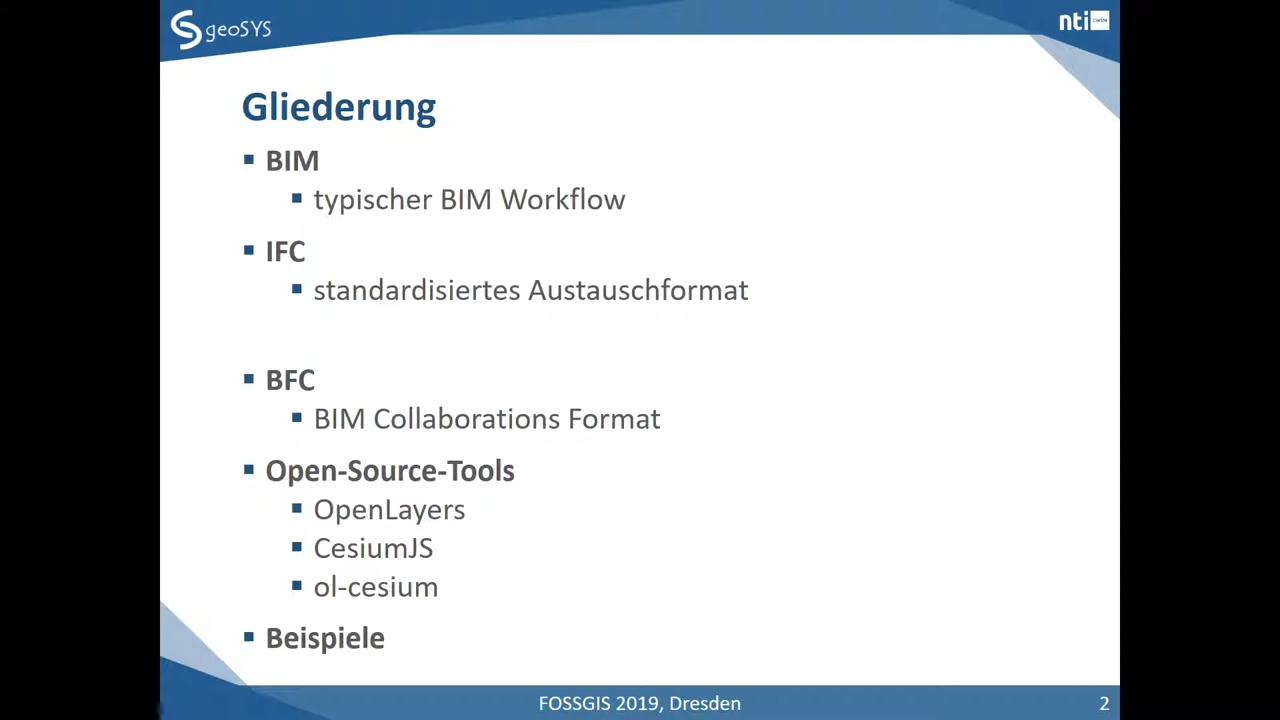 geoSYS
nti
Gliederung
BIM
typischer BIM Workflow
IFC
standardisiertes Austauschformat
BFC
BIM Collaborations Format
Open-Source-Tools
OpenLayers
CesiumJS
ol-cesium
Beispiele
FOSSGIS 2019, Dresden
2